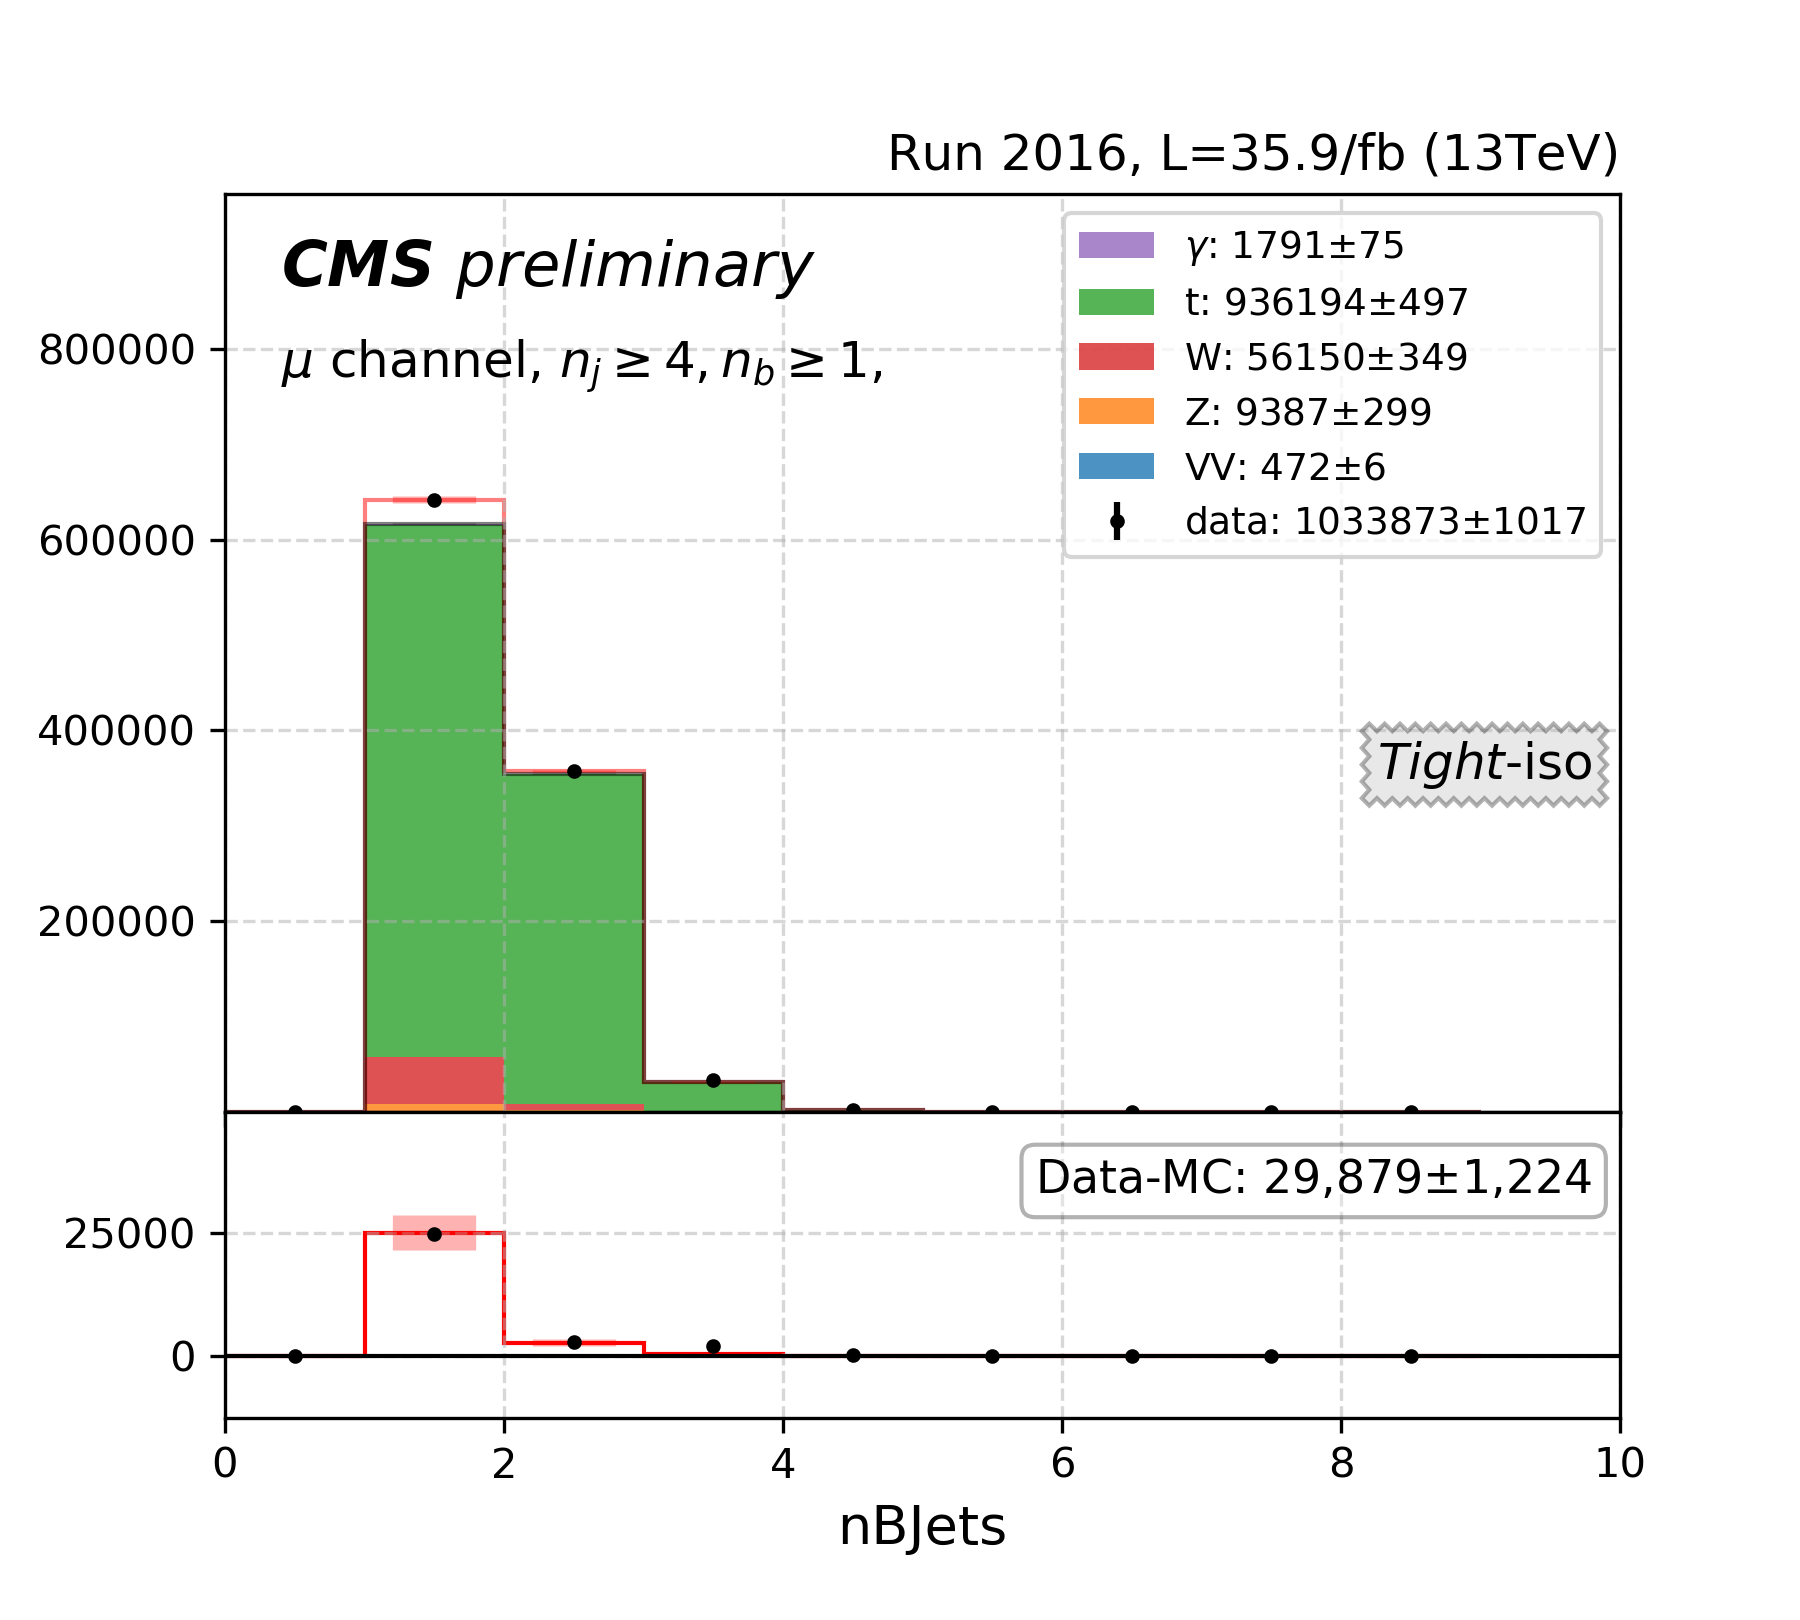 Run 2016, L=35.9/fb (13TeV)
CMS preliminary
μ channel, n_j ≥ 4, n_b ≥ 1,
γ: 1791±75
t: 936194±497
W: 56150±349
Z: 9387±299
VV: 472±6
data: 1033873±1017
800000
600000
400000
200000
Tight-iso
Data-MC: 29,879±1,224
25000
0
0 2 4 6 8 10
nBJets